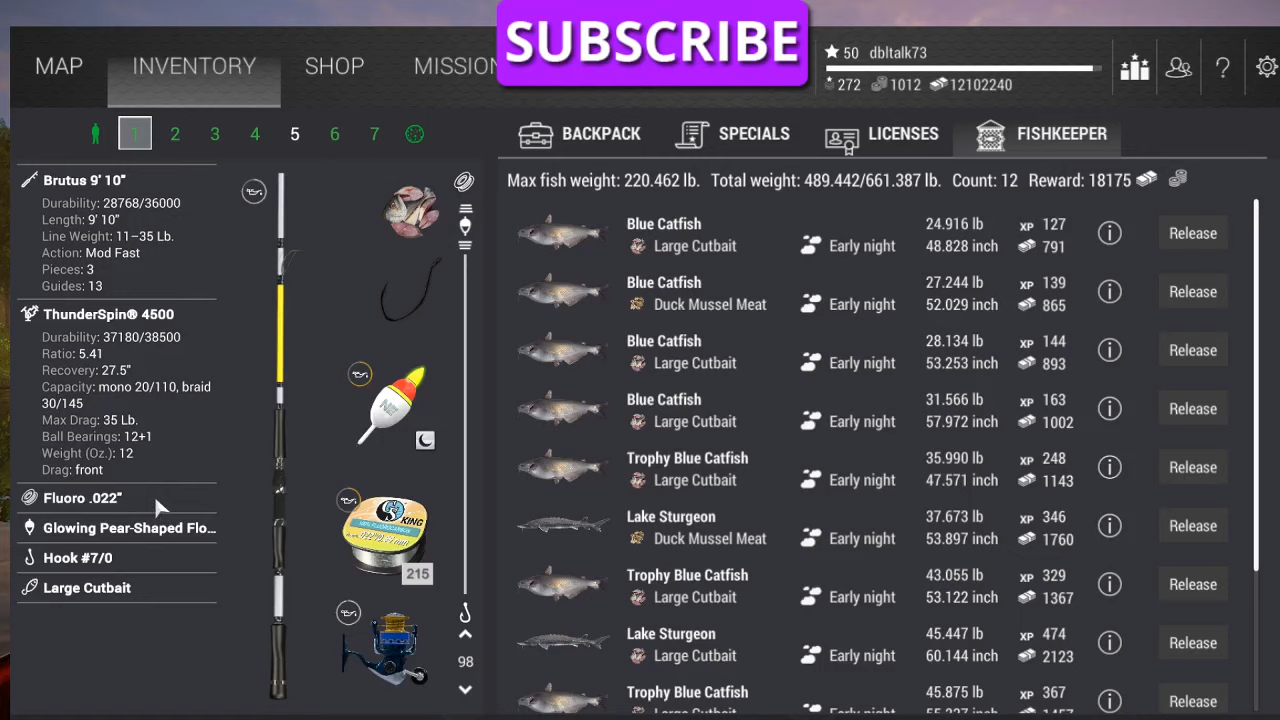 SUBSCRIBE
MAP INVENTORY SHOP MISSION
50 dbltalk73
272 1012 12102240
?
1 2 3 4 5 6 7
BACKPACK SPECIALS LICENSES FISHKEEPER
Brutus 9' 10"
Durability: 28768/36000
Length: 9' 10"
Line Weight: 11–35 Lb.
Action: Mod Fast
Pieces: 3
Guides: 13
ThunderSpin® 4500
Durability: 37180/38500
Ratio: 5.41
Recovery: 27.5"
Capacity: mono 20/110, braid
30/145
Max Drag: 35 Lb.
Ball Bearings: 12+1
Weight (Oz.): 12
Drag: front
Fluoro .022"
Glowing Pear-Shaped Flo...
Hook #7/0
Large Cutbait
KING
215
98
Max fish weight: 220.462 lb. Total weight: 489.442/661.387 lb. Count: 12 Reward: 18175
Blue Catfish 24.916 lb XP 127
Large Cutbait Early night 48.828 inch 791 Release
Blue Catfish 27.244 lb XP 139
Duck Mussel Meat Early night 52.029 inch 865 Release
Blue Catfish 28.134 lb XP 144
Large Cutbait Early night 53.253 inch 893 Release
Blue Catfish 31.566 lb XP 163
Large Cutbait Early night 57.972 inch 1002 Release
Trophy Blue Catfish 35.990 lb XP 248
Large Cutbait Early night 47.571 inch 1143 Release
Lake Sturgeon 37.673 lb XP 346
Duck Mussel Meat Early night 53.897 inch 1760 Release
Trophy Blue Catfish 43.055 lb XP 329
Large Cutbait Early night 53.122 inch 1367 Release
Lake Sturgeon 45.447 lb XP 474
Large Cutbait Early night 60.144 inch 2123 Release
Trophy Blue Catfish 45.875 lb XP 367 Release